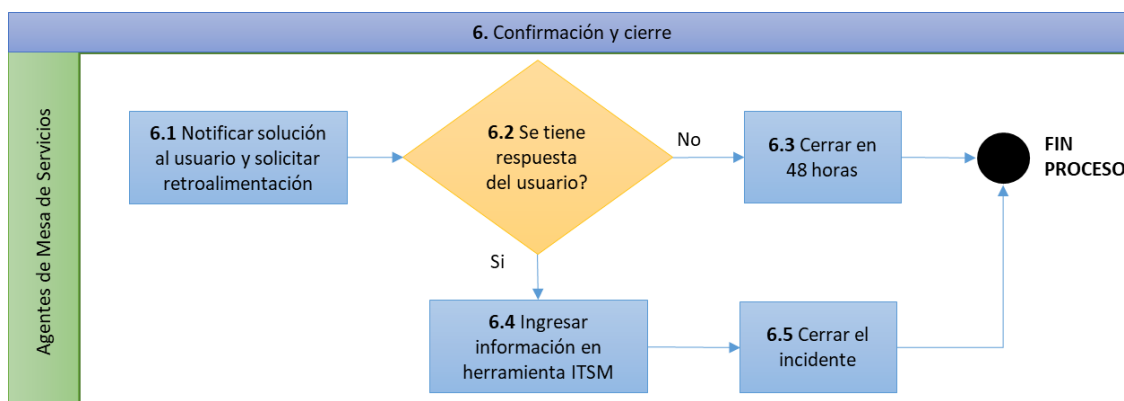 6. Confirmación y cierre
Agentes de Mesa de Servicios
6.1 Notificar solución
al usuario y solicitar
retroalimentación
6.2 Se tiene
respuesta
del usuario?
No
6.3 Cerrar en
48 horas
FIN
PROCESO
Si
6.4 Ingresar
información en
herramienta ITSM
6.5 Cerrar el
incidente